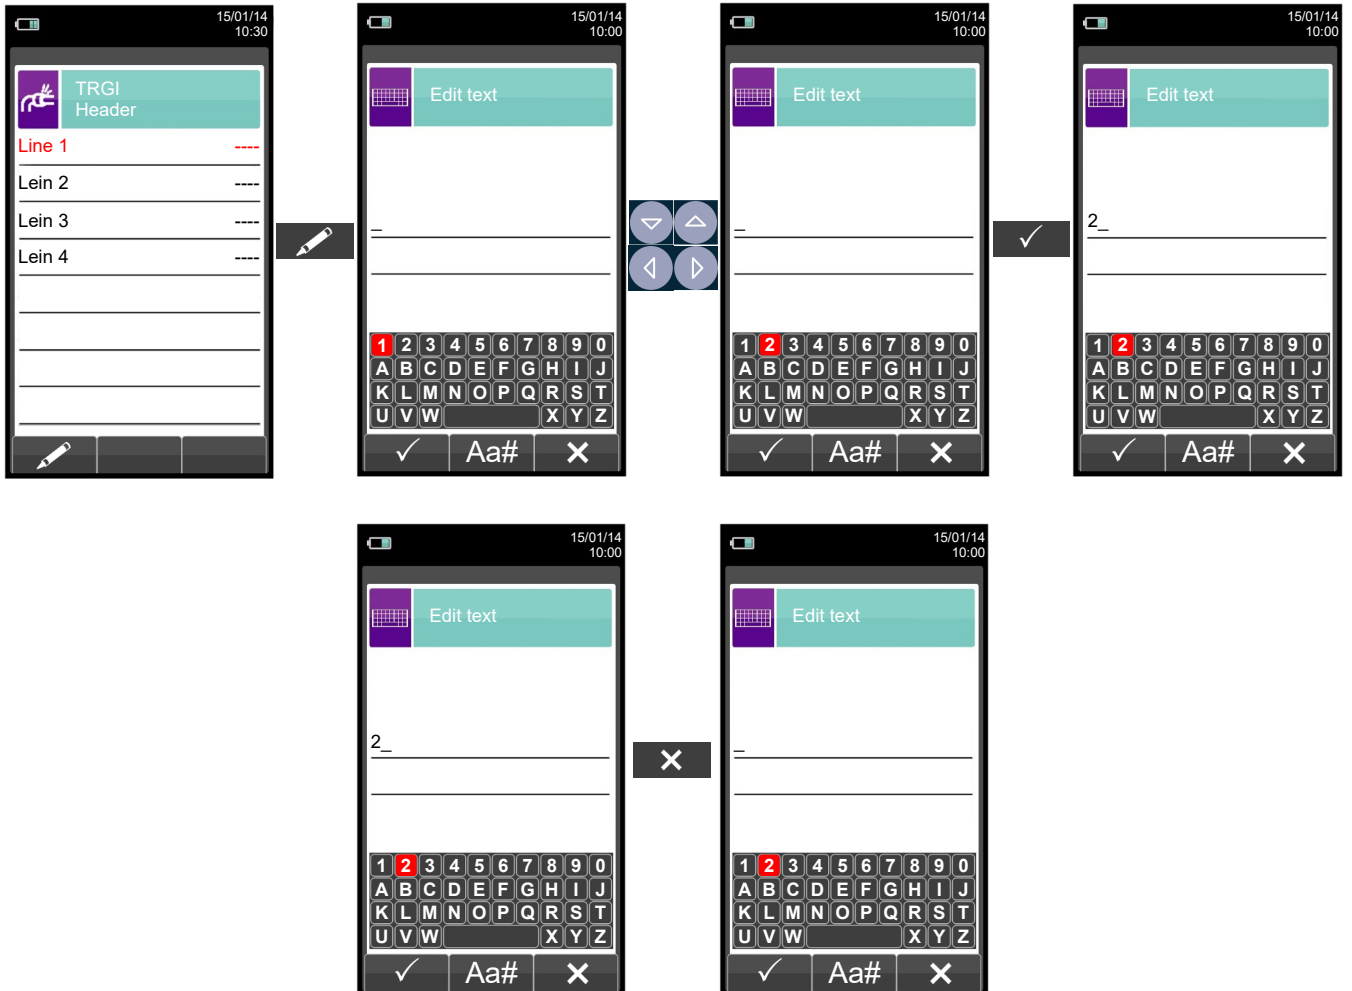 15/01/14
10:30
TRGI
Header
Line 1 ----
Lein 2 ----
Lein 3 ----
Lein 4 ----
15/01/14
10:00
Edit text
_
1 2 3 4 5 6 7 8 9 0
A B C D E F G H I J
K L M N O P Q R S T
U V W X Y Z
Aa#
15/01/14
10:00
Edit text
_
1 2 3 4 5 6 7 8 9 0
A B C D E F G H I J
K L M N O P Q R S T
U V W X Y Z
Aa#
15/01/14
10:00
Edit text
2_
1 2 3 4 5 6 7 8 9 0
A B C D E F G H I J
K L M N O P Q R S T
U V W X Y Z
Aa#
15/01/14
10:00
Edit text
2_
1 2 3 4 5 6 7 8 9 0
A B C D E F G H I J
K L M N O P Q R S T
U V W X Y Z
Aa#
15/01/14
10:00
Edit text
_
1 2 3 4 5 6 7 8 9 0
A B C D E F G H I J
K L M N O P Q R S T
U V W X Y Z
Aa#